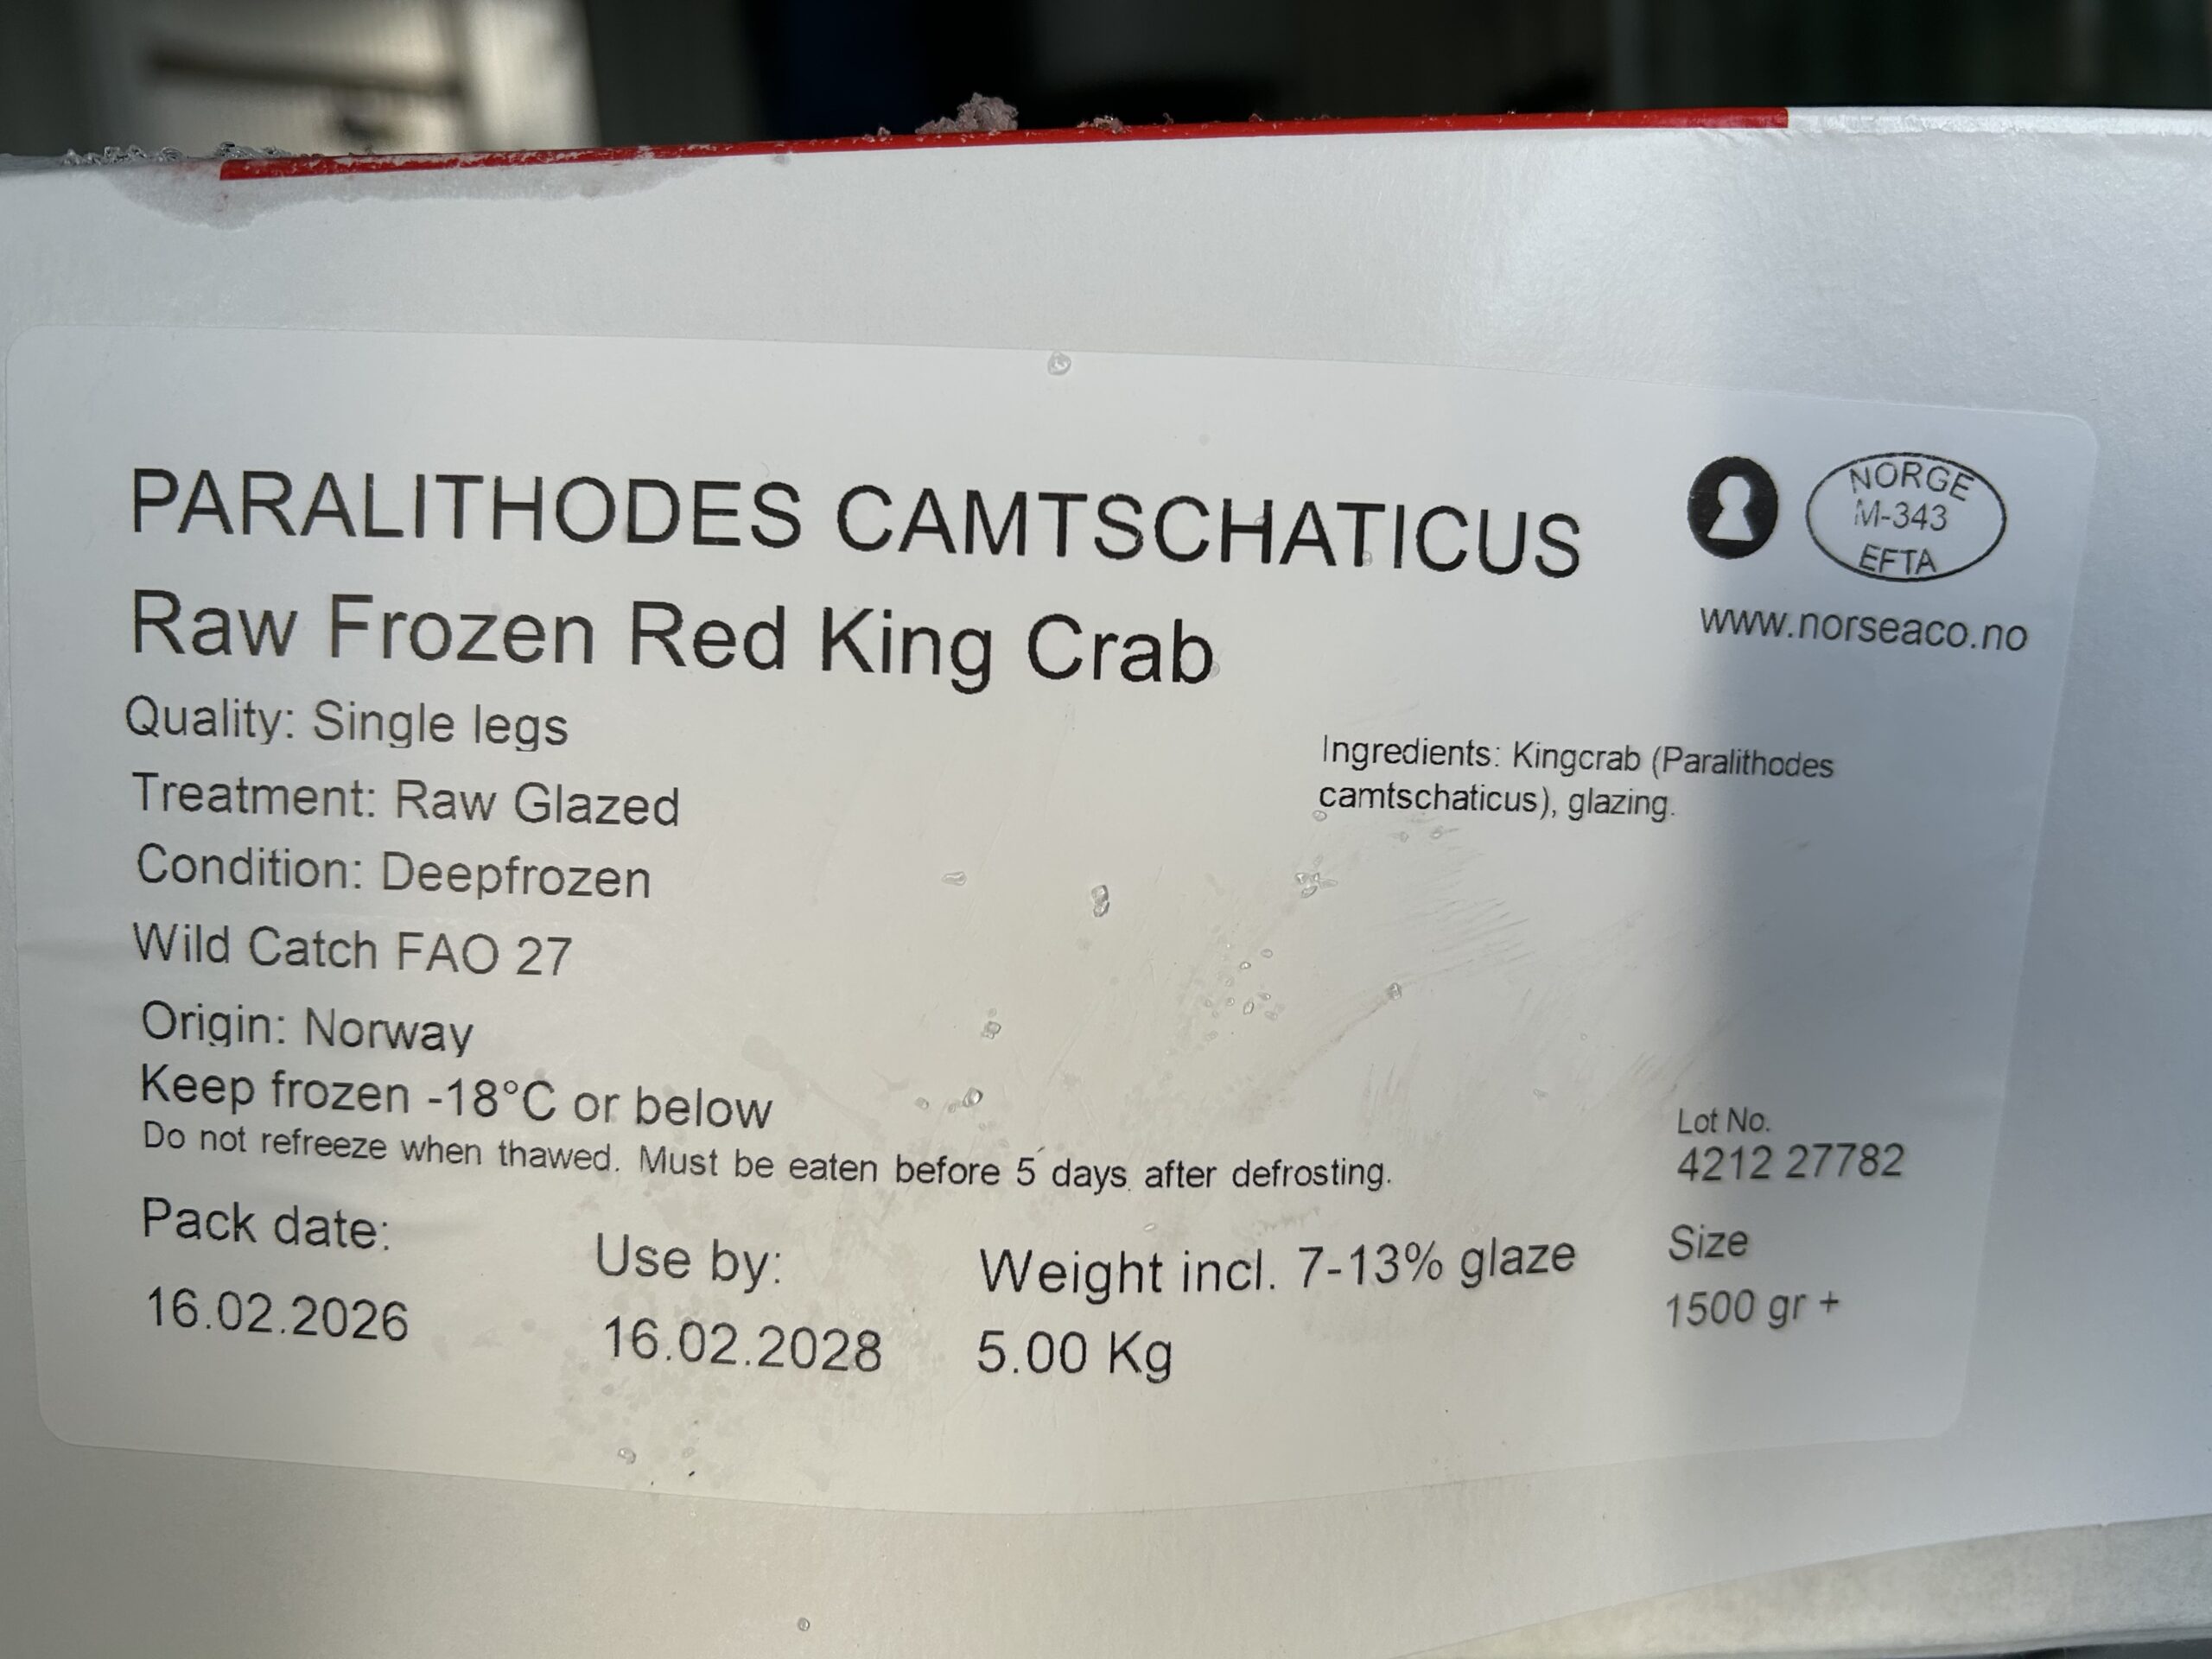 PARALITHODES CAMTSCHATICUS
Raw Frozen Red King Crab
NORGE
M-343
EFTA
www.norseaco.no
Quality: Single legs
Treatment: Raw Glazed
Condition: Deepfrozen
Wild Catch FAO 27
Origin: Norway
Keep frozen -18°C or below
Do not refreeze when thawed. Must be eaten before 5 days after defrosting.
Ingredients: Kingcrab (Paralithodes
camtschaticus), glazing.
Lot No.
4212 27782
Pack date:
16.02.2026
Use by:
16.02.2028
Weight incl. 7-13% glaze
5.00 Kg
Size
1500 gr +